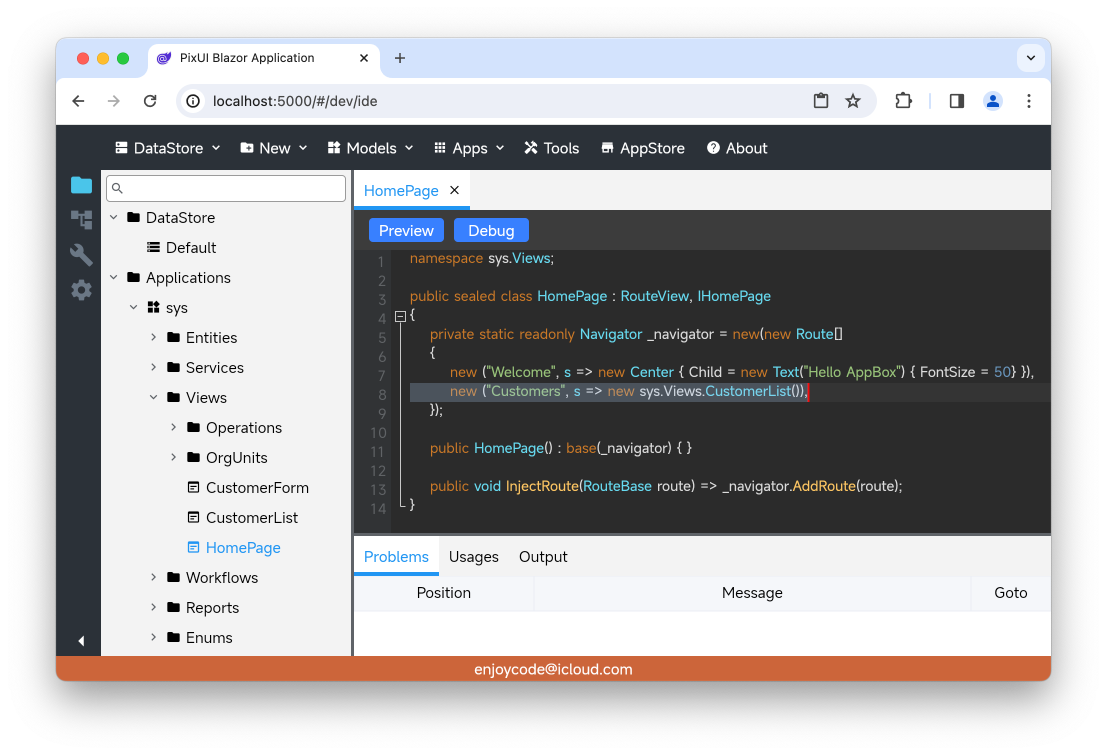 PixUI Blazor Application
localhost:5000/#/dev/ide
DataStore New Models Apps Tools AppStore About
DataStore
Default
Applications
sys
Entities
Services
Views
Operations
OrgUnits
CustomerForm
CustomerList
HomePage
Workflows
Reports
Enums
HomePage
Preview Debug
1 namespace sys.Views;
2
3 public sealed class HomePage : RouteView, IHomePage
4 {
5 private static readonly Navigator _navigator = new(new Route[]
6 {
7 new ("Welcome", s => new Center { Child = new Text("Hello AppBox") { FontSize = 50} }),
8 new ("Customers", s => new sys.Views.CustomerList()),
9 });
10
11 public HomePage() : base(_navigator) { }
12
13 public void InjectRoute(RouteBase route) => _navigator.AddRoute(route);
14 }
Problems Usages Output
Position Message Goto
enjoycode@icloud.com